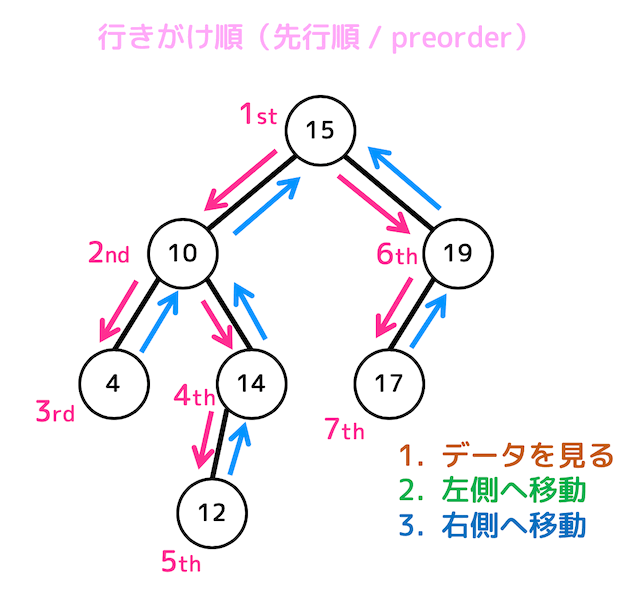 行きがけ順（先行順 / preorder）
1st
15
2nd
10
6th
19
3rd
4
4th
14
7th
17
5th
12
1. データを見る
2. 左側へ移動
3. 右側へ移動